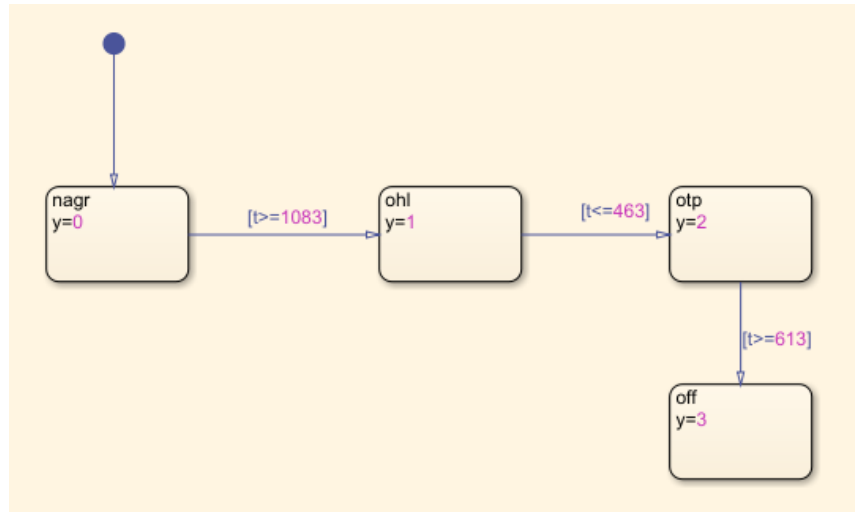 nagr
y=0
[t>=1083]
ohl
y=1
[t<=463]
otp
y=2
[t>=613]
off
y=3